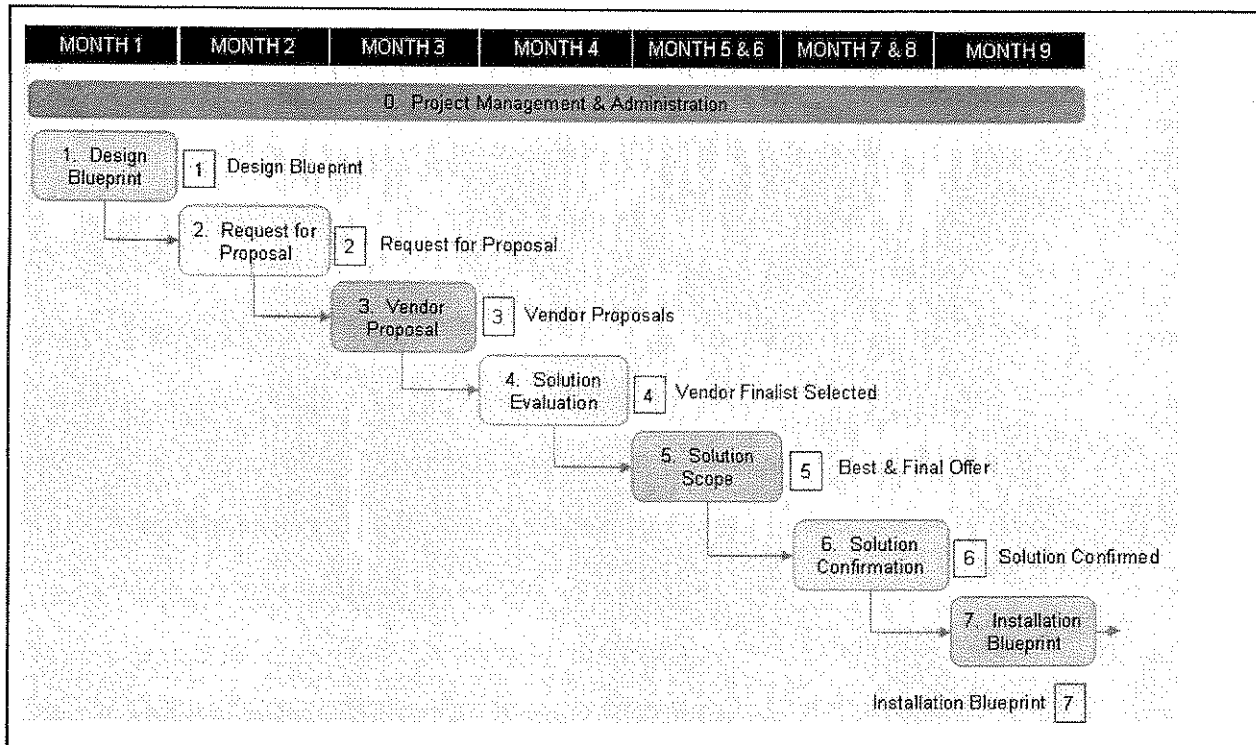 MONTH 1 MONTH 2 MONTH 3 MONTH 4 MONTH 5 & 6 MONTH 7 & 8 MONTH 9
0. Project Management & Administration
1. Design
Blueprint
1 Design Blueprint
2. Request for
Proposal
2 Request for Proposal
3. Vendor
Proposal
3 Vendor Proposals
4. Solution
Evaluation
4 Vendor Finalist Selected
5. Solution
Scope
5 Best & Final Offer
6. Solution
Confirmation
6 Solution Confirmed
7. Installation
Blueprint
Installation Blueprint 7